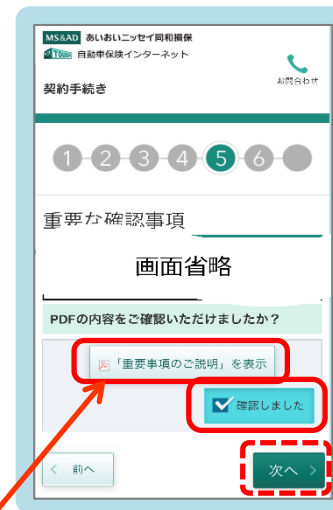 MS&AD あいおいニッセイ同和損保
TOUGH 自動車保険インターネット
契約手続き
お問合わせ
1 2 3 4 5 6
重要な確認事項
画面省略
PDFの内容をご確認いただけましたか?
「重要事項のご説明」を表示
確認しました
< 前へ
次へ >